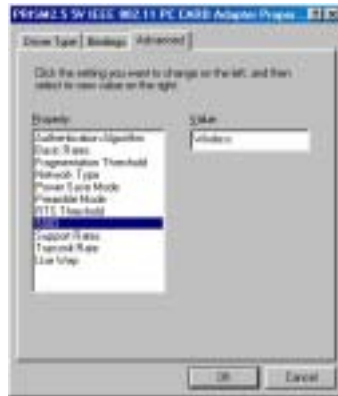 PRISM2.5 5V IEEE 802.11 PC CARD Adapter Proper
Driver Type
Bindings
Advanced
Click the setting you want to change on the left, and then
select its new value on the right.
Property:
Value:
Authentication Algorithm
Basic Rates
Fragmentation Threshold
Network Type
Power Save Mode
Preamble Mode
RTS Threshold
SSID
Support Rates
Transmit Rate
Use Wep
wireless
OK
Cancel